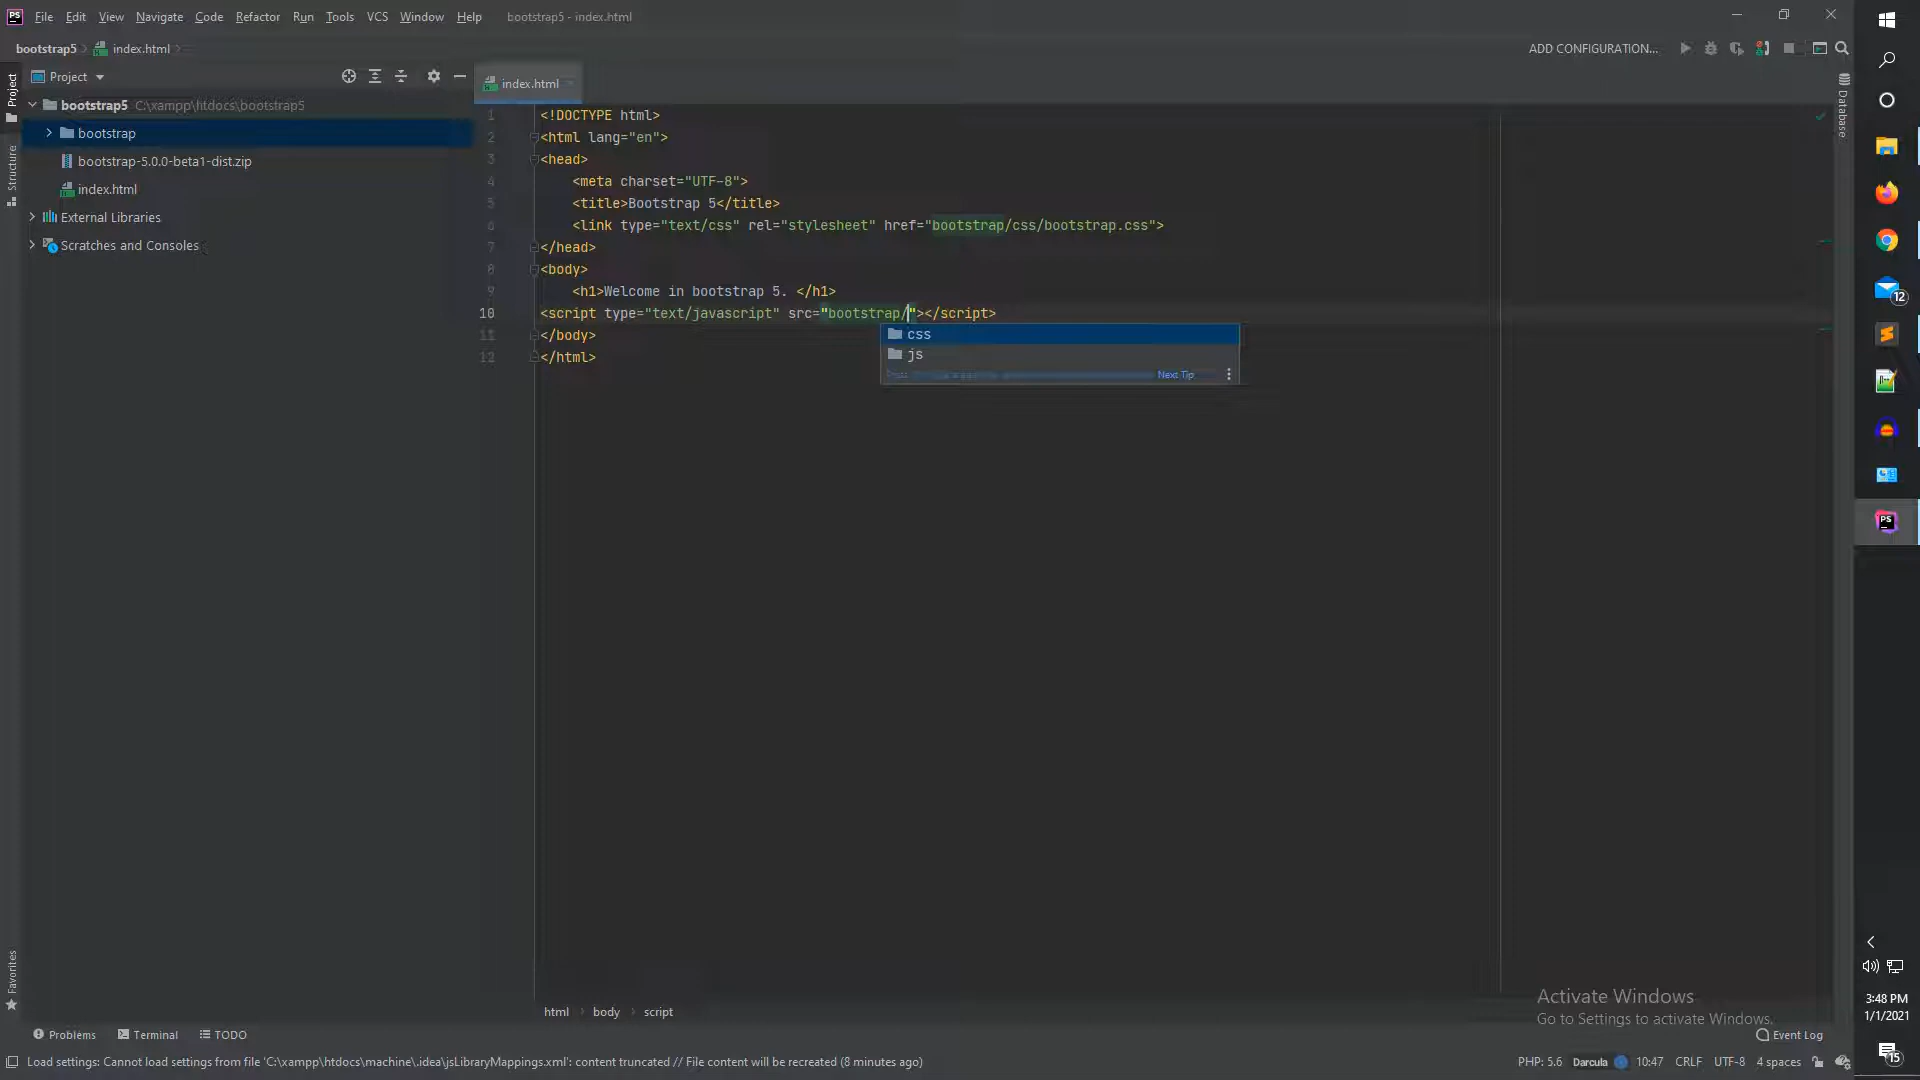 PS File Edit View Navigate Code Refactor Run Tools VCS Window Help bootstrap5 - index.html
bootstrap5 index.html ADD CONFIGURATION...
Project
index.html
bootstrap5 C:\xampp\htdocs\bootstrap5
bootstrap
bootstrap-5.0.0-beta1-dist.zip
index.html
External Libraries
Scratches and Consoles
Project
Structure
Favorites
Database
1 <!DOCTYPE html>
2 <html lang="en">
3 <head>
4 <meta charset="UTF-8">
5 <title>Bootstrap 5</title>
6 <link type="text/css" rel="stylesheet" href="bootstrap/css/bootstrap.css">
7 </head>
8 <body>
9 <h1>Welcome in bootstrap 5. </h1>
10 <script type="text/javascript" src="bootstrap/"></script>
11 </body>
12 </html>
css
js
Next Tip
html body script
Problems Terminal TODO
Event Log
Load settings: Cannot load settings from file 'C:\xampp\htdocs\machine\.idea\jsLibraryMappings.xml': content truncated // File content will be recreated (8 minutes ago)
PHP: 5.6 Darcula 10:47 CRLF UTF-8 4 spaces
Activate Windows
Go to Settings to activate Windows.
12
PS
3:48 PM
1/1/2021
15